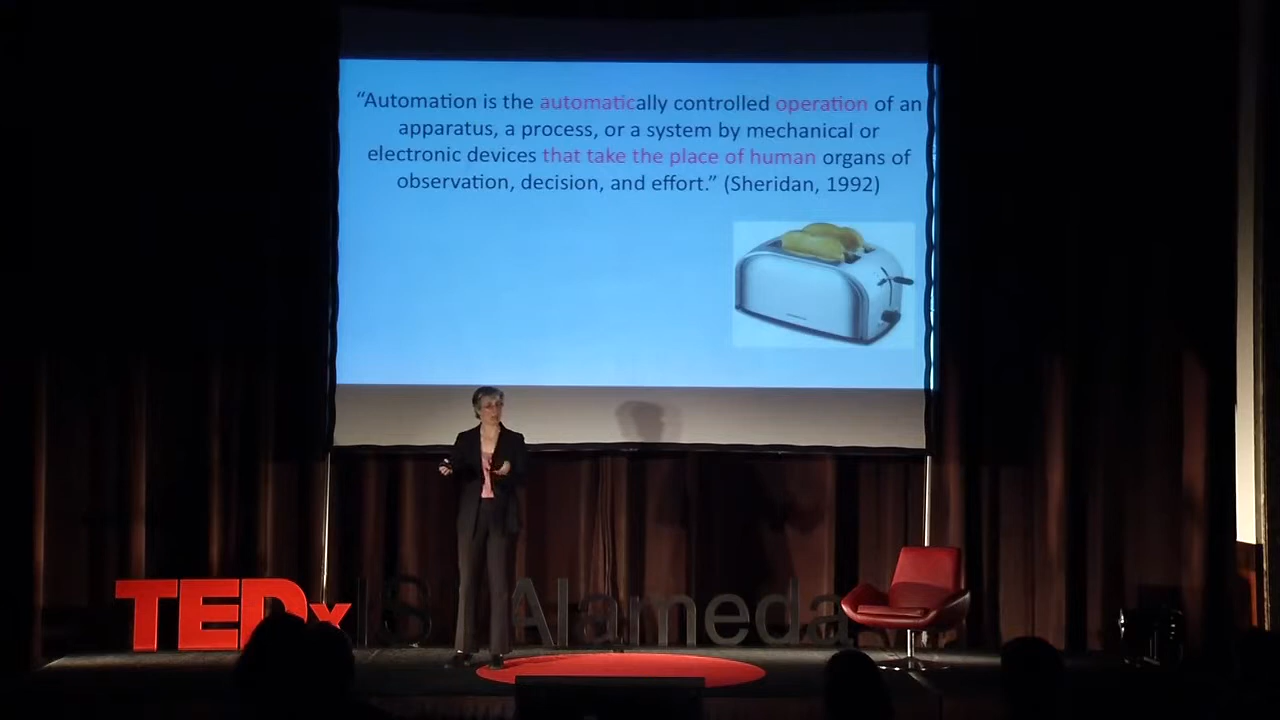 “Automation is the automatically controlled operation of an
apparatus, a process, or a system by mechanical or
electronic devices that take the place of human organs of
observation, decision, and effort.” (Sheridan, 1992)
TEDx IS Alameda